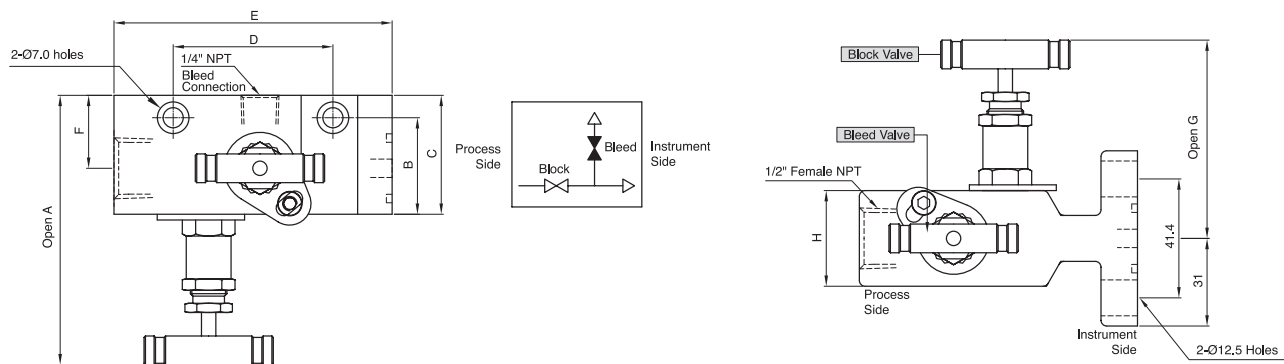 E
D
2-Ø7.0 holes
1/4" NPT
Bleed
Connection
F
B
C
Open A
Process
Side
Block
Bleed
Instrument
Side
Block Valve
Bleed Valve
1/2" Female NPT
H
Process
Side
Open G
41.4
31
Instrument
Side
2-Ø12.5 Holes